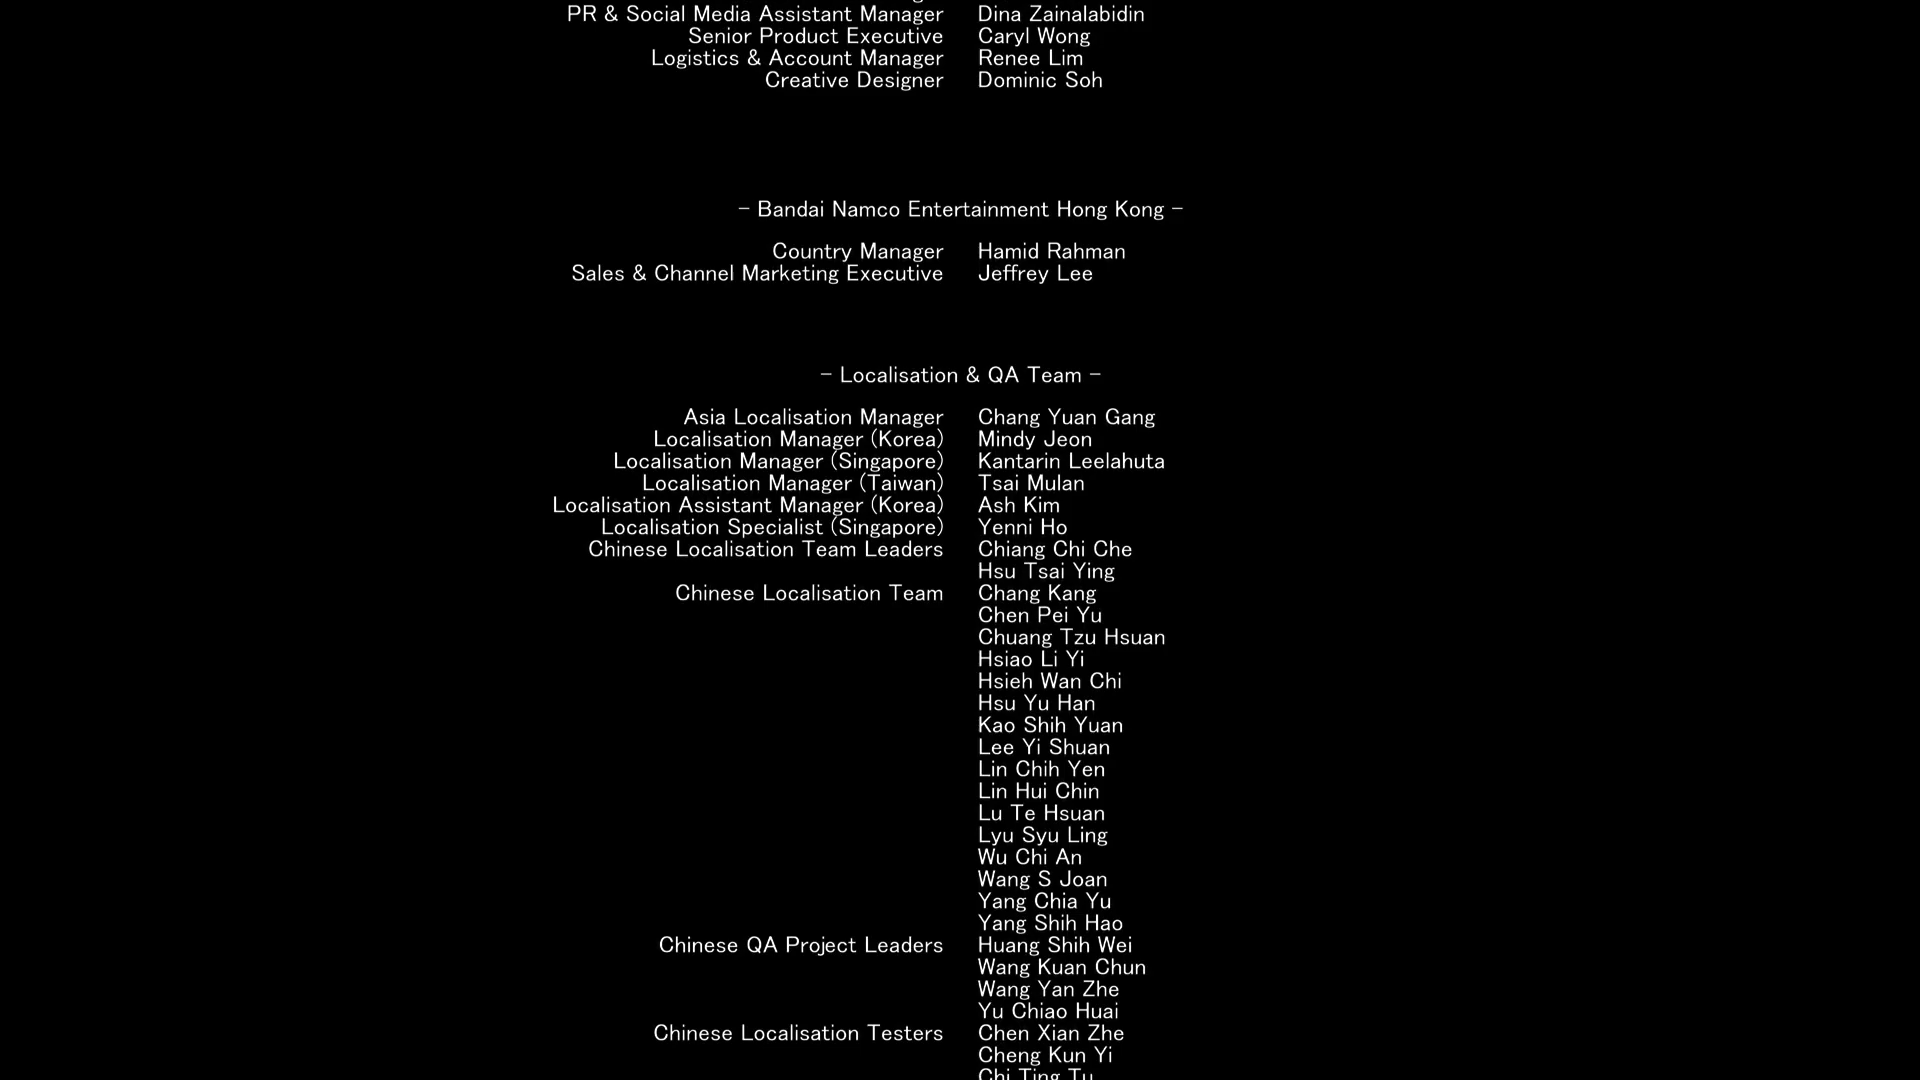 PR & Social Media Assistant Manager Dina Zainalabidin
Senior Product Executive Caryl Wong
Logistics & Account Manager Renee Lim
Creative Designer Dominic Soh
- Bandai Namco Entertainment Hong Kong -
Country Manager Hamid Rahman
Sales & Channel Marketing Executive Jeffrey Lee
- Localisation & QA Team -
Asia Localisation Manager Chang Yuan Gang
Localisation Manager (Korea) Mindy Jeon
Localisation Manager (Singapore) Kantarin Leelahuta
Localisation Manager (Taiwan) Tsai Mulan
Localisation Assistant Manager (Korea) Ash Kim
Localisation Specialist (Singapore) Yenni Ho
Chinese Localisation Team Leaders Chiang Chi Che
Hsu Tsai Ying
Chinese Localisation Team Chang Kang
Chen Pei Yu
Chuang Tzu Hsuan
Hsiao Li Yi
Hsieh Wan Chi
Hsu Yu Han
Kao Shih Yuan
Lee Yi Shuan
Lin Chih Yen
Lin Hui Chin
Lu Te Hsuan
Lyu Syu Ling
Wu Chi An
Wang S Joan
Yang Chia Yu
Yang Shih Hao
Chinese QA Project Leaders Huang Shih Wei
Wang Kuan Chun
Wang Yan Zhe
Yu Chiao Huai
Chinese Localisation Testers Chen Xian Zhe
Cheng Kun Yi
Chi Ting Tu